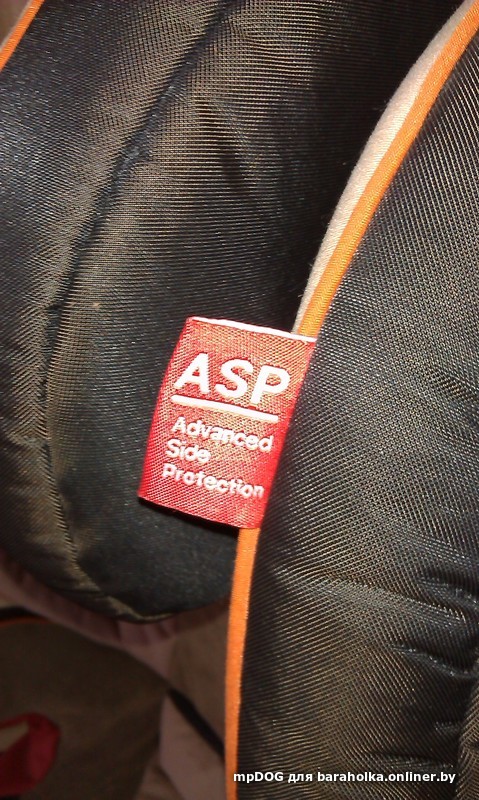 ASP
Advanced
Side
Protection
mpDOG для baraholka.onliner.by